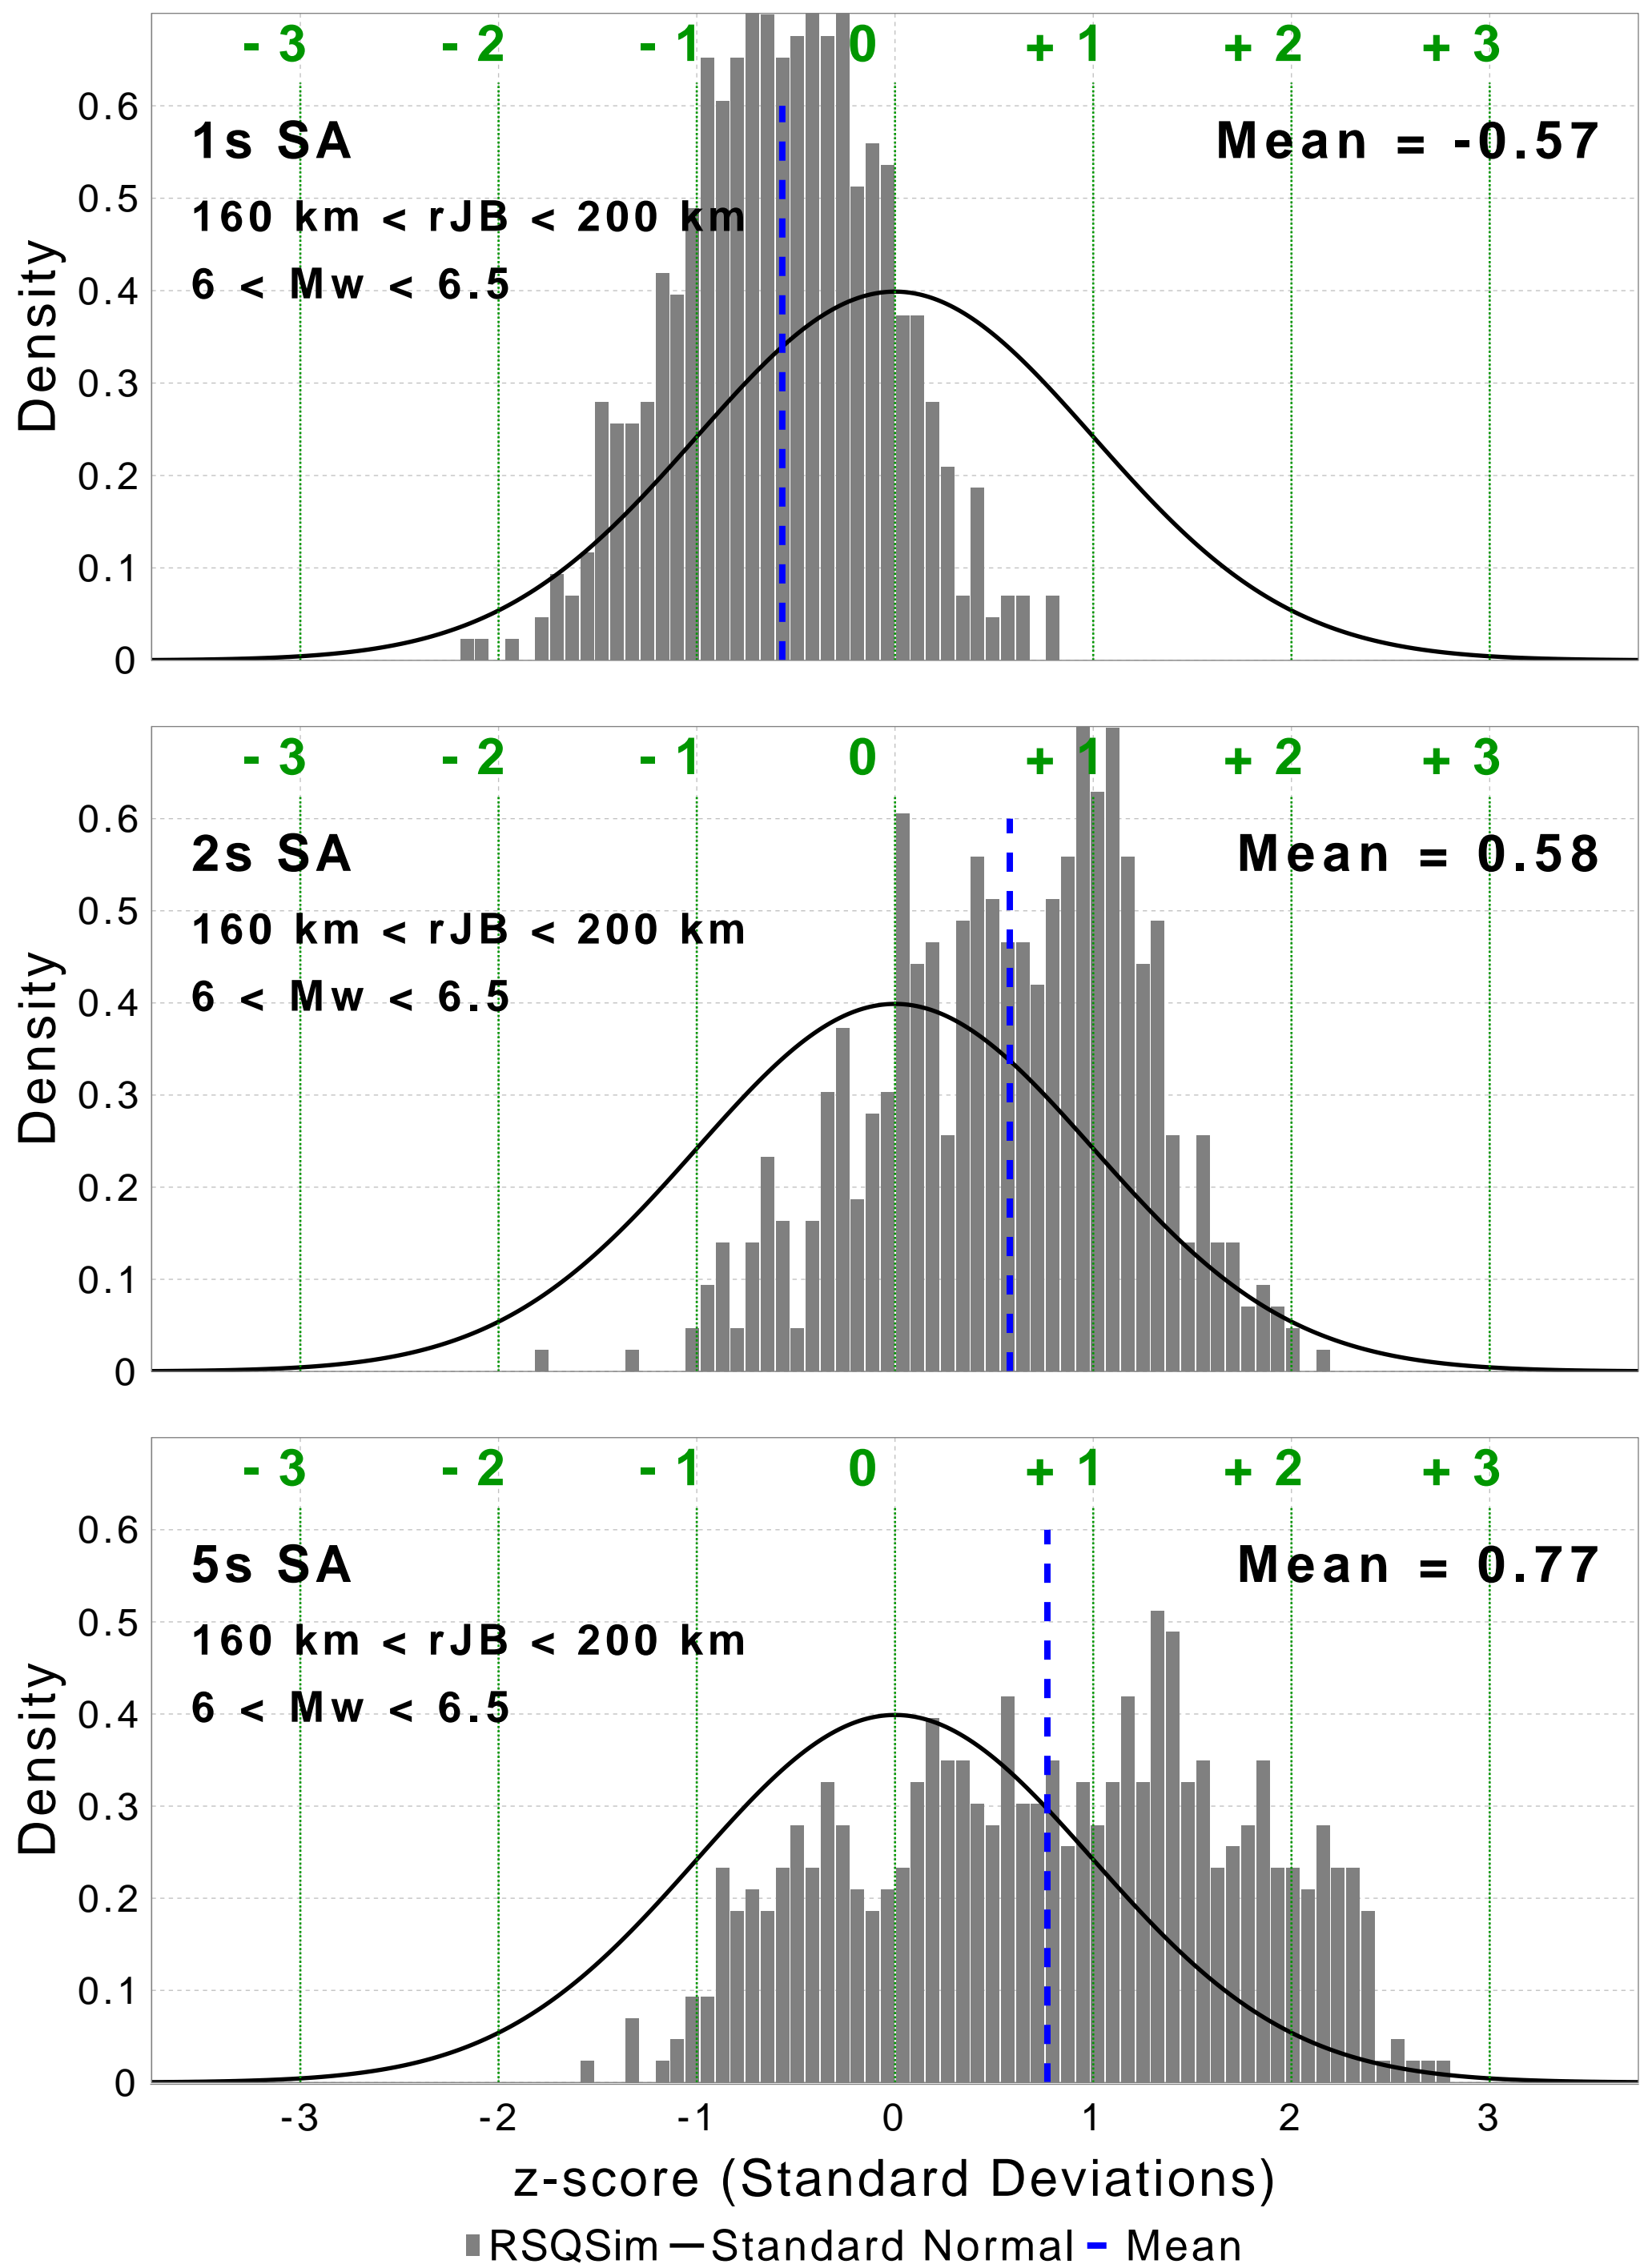 - 3 - 2 - 1 0 + 1 + 2 + 3
0.6
1s SA Mean = -0.57
0.5
160 km < rJB < 200 km
6 < Mw < 6.5
0.4
Density
0.3
0.2
0.1
0
- 3 - 2 - 1 0 + 1 + 2 + 3
0.6
2s SA Mean = 0.58
0.5
160 km < rJB < 200 km
6 < Mw < 6.5
0.4
Density
0.3
0.2
0.1
0
- 3 - 2 - 1 0 + 1 + 2 + 3
0.6
5s SA Mean = 0.77
0.5
160 km < rJB < 200 km
6 < Mw < 6.5
0.4
Density
0.3
0.2
0.1
0
-3 -2 -1 0 1 2 3
z-score (Standard Deviations)
RSQSim Standard Normal Mean